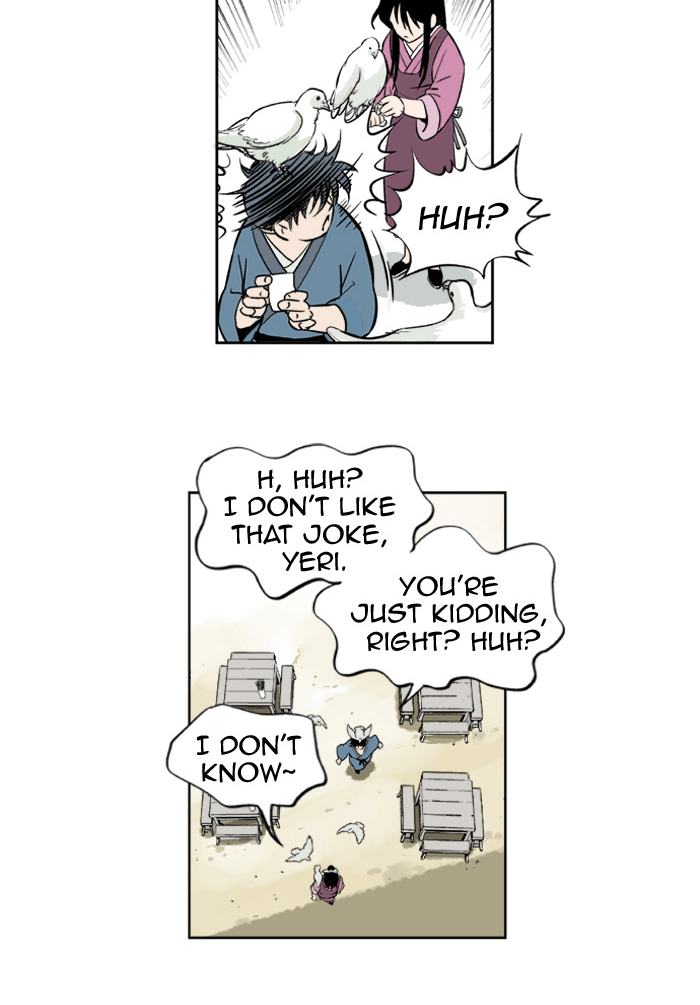 HUH?
H, HUH?
I DON'T LIKE
THAT JOKE,
YERI.
YOU'RE
JUST KIDDING,
RIGHT? HUH?
I DON'T
KNOW~